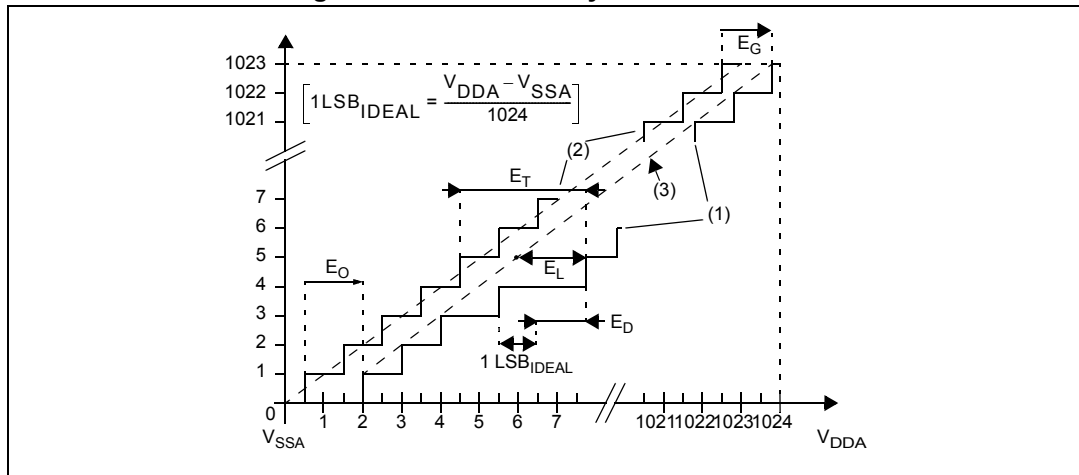 E_G
1023
1022
1021
[1LSB_IDEAL = (V_DDA – V_SSA) / 1024]
(2)
E_T
(3)
(1)
7
6
5
4
3
2
1
0
E_O
E_L
E_D
1 LSB_IDEAL
1 2 3 4 5 6 7 1021 1022 1023 1024
V_SSA V_DDA